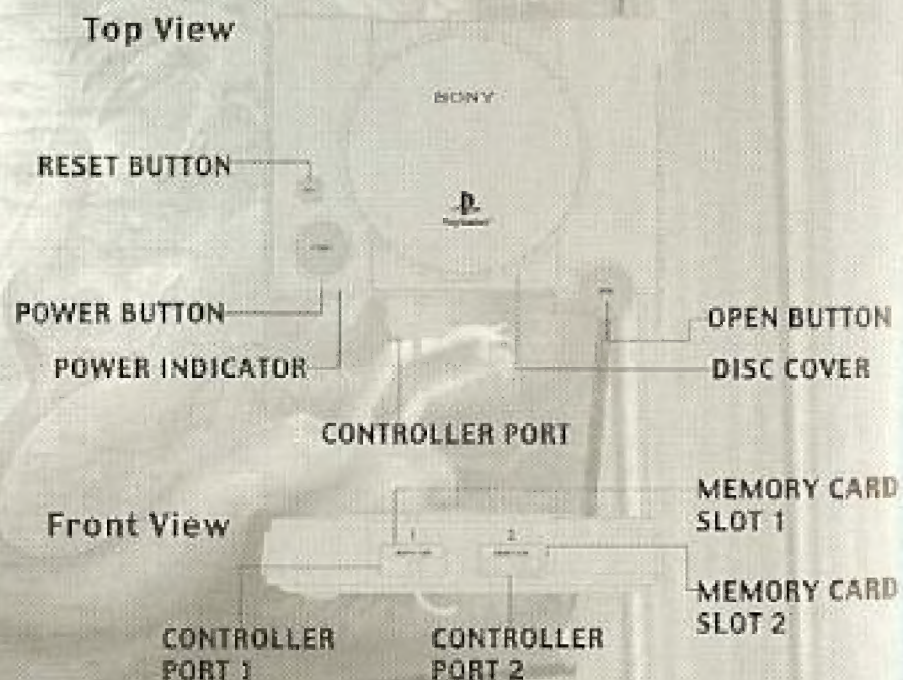 Top View
SONY
RESET BUTTON
PlayStation
POWER BUTTON
POWER INDICATOR
OPEN BUTTON
DISC COVER
CONTROLLER PORT
Front View
MEMORY CARD
SLOT 1
1
2
MEMORY CARD
SLOT 2
CONTROLLER
PORT 1
CONTROLLER
PORT 2